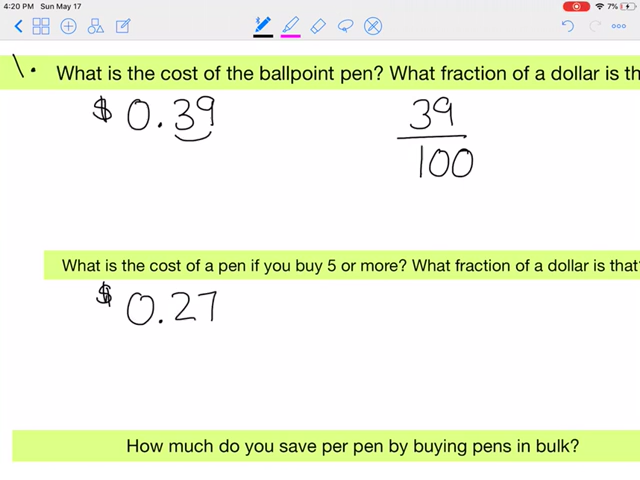 4:20 PM Sun May 17
7%
1. What is the cost of the ballpoint pen? What fraction of a dollar is th
$ 0.39
39
100
What is the cost of a pen if you buy 5 or more? What fraction of a dollar is that?
$ 0.27
How much do you save per pen by buying pens in bulk?